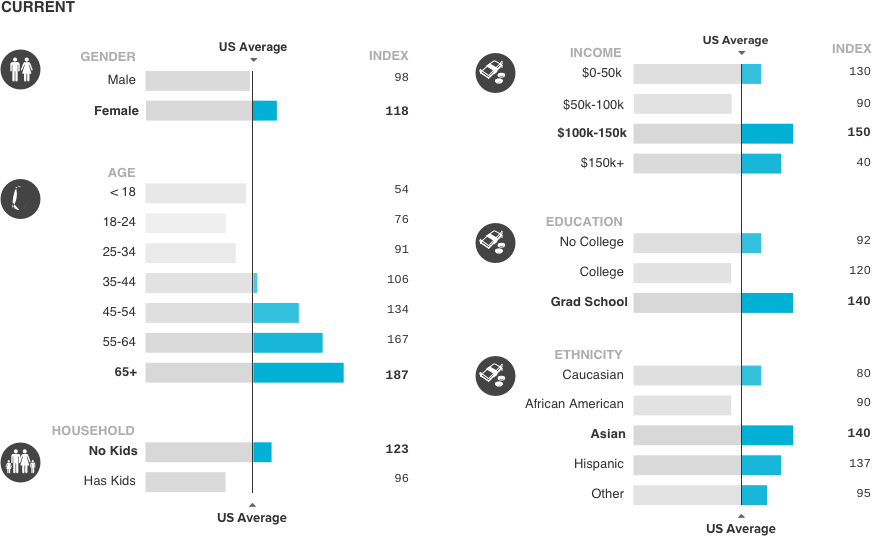 CURRENT
US Average
GENDER INDEX
Male 98
Female 118
AGE
< 18 54
18-24 76
25-34 91
35-44 106
45-54 134
55-64 167
65+ 187
HOUSEHOLD
No Kids 123
Has Kids 96
US Average
US Average
INCOME INDEX
$0-50k 130
$50k-100k 90
$100k-150k 150
$150k+ 40
EDUCATION
No College 92
College 120
Grad School 140
ETHNICITY
Caucasian 80
African American 90
Asian 140
Hispanic 137
Other 95
US Average